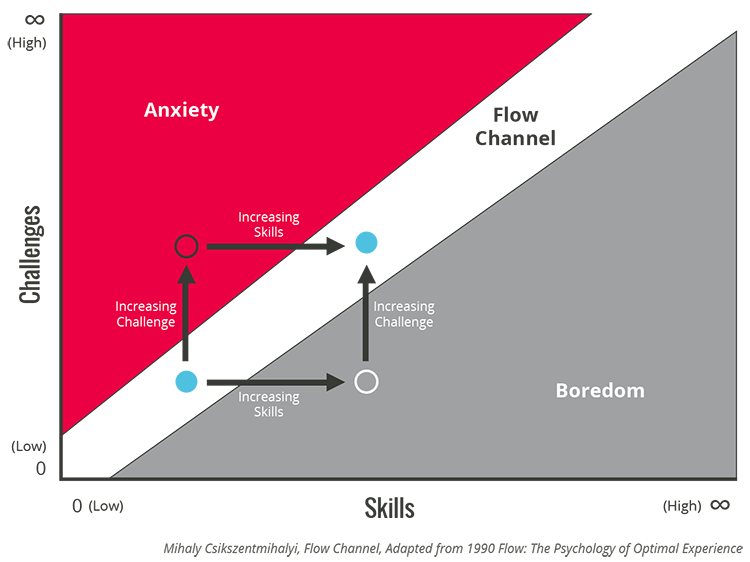 ∞
(High)
Anxiety
Flow
Channel
Challenges
Increasing
Skills
Increasing
Challenge
Increasing
Challenge
Increasing
Skills
Boredom
(Low)
0
0 (Low)
Skills
(High) ∞
Mihaly Csikszentmihalyi, Flow Channel, Adapted from 1990 Flow: The Psychology of Optimal Experience